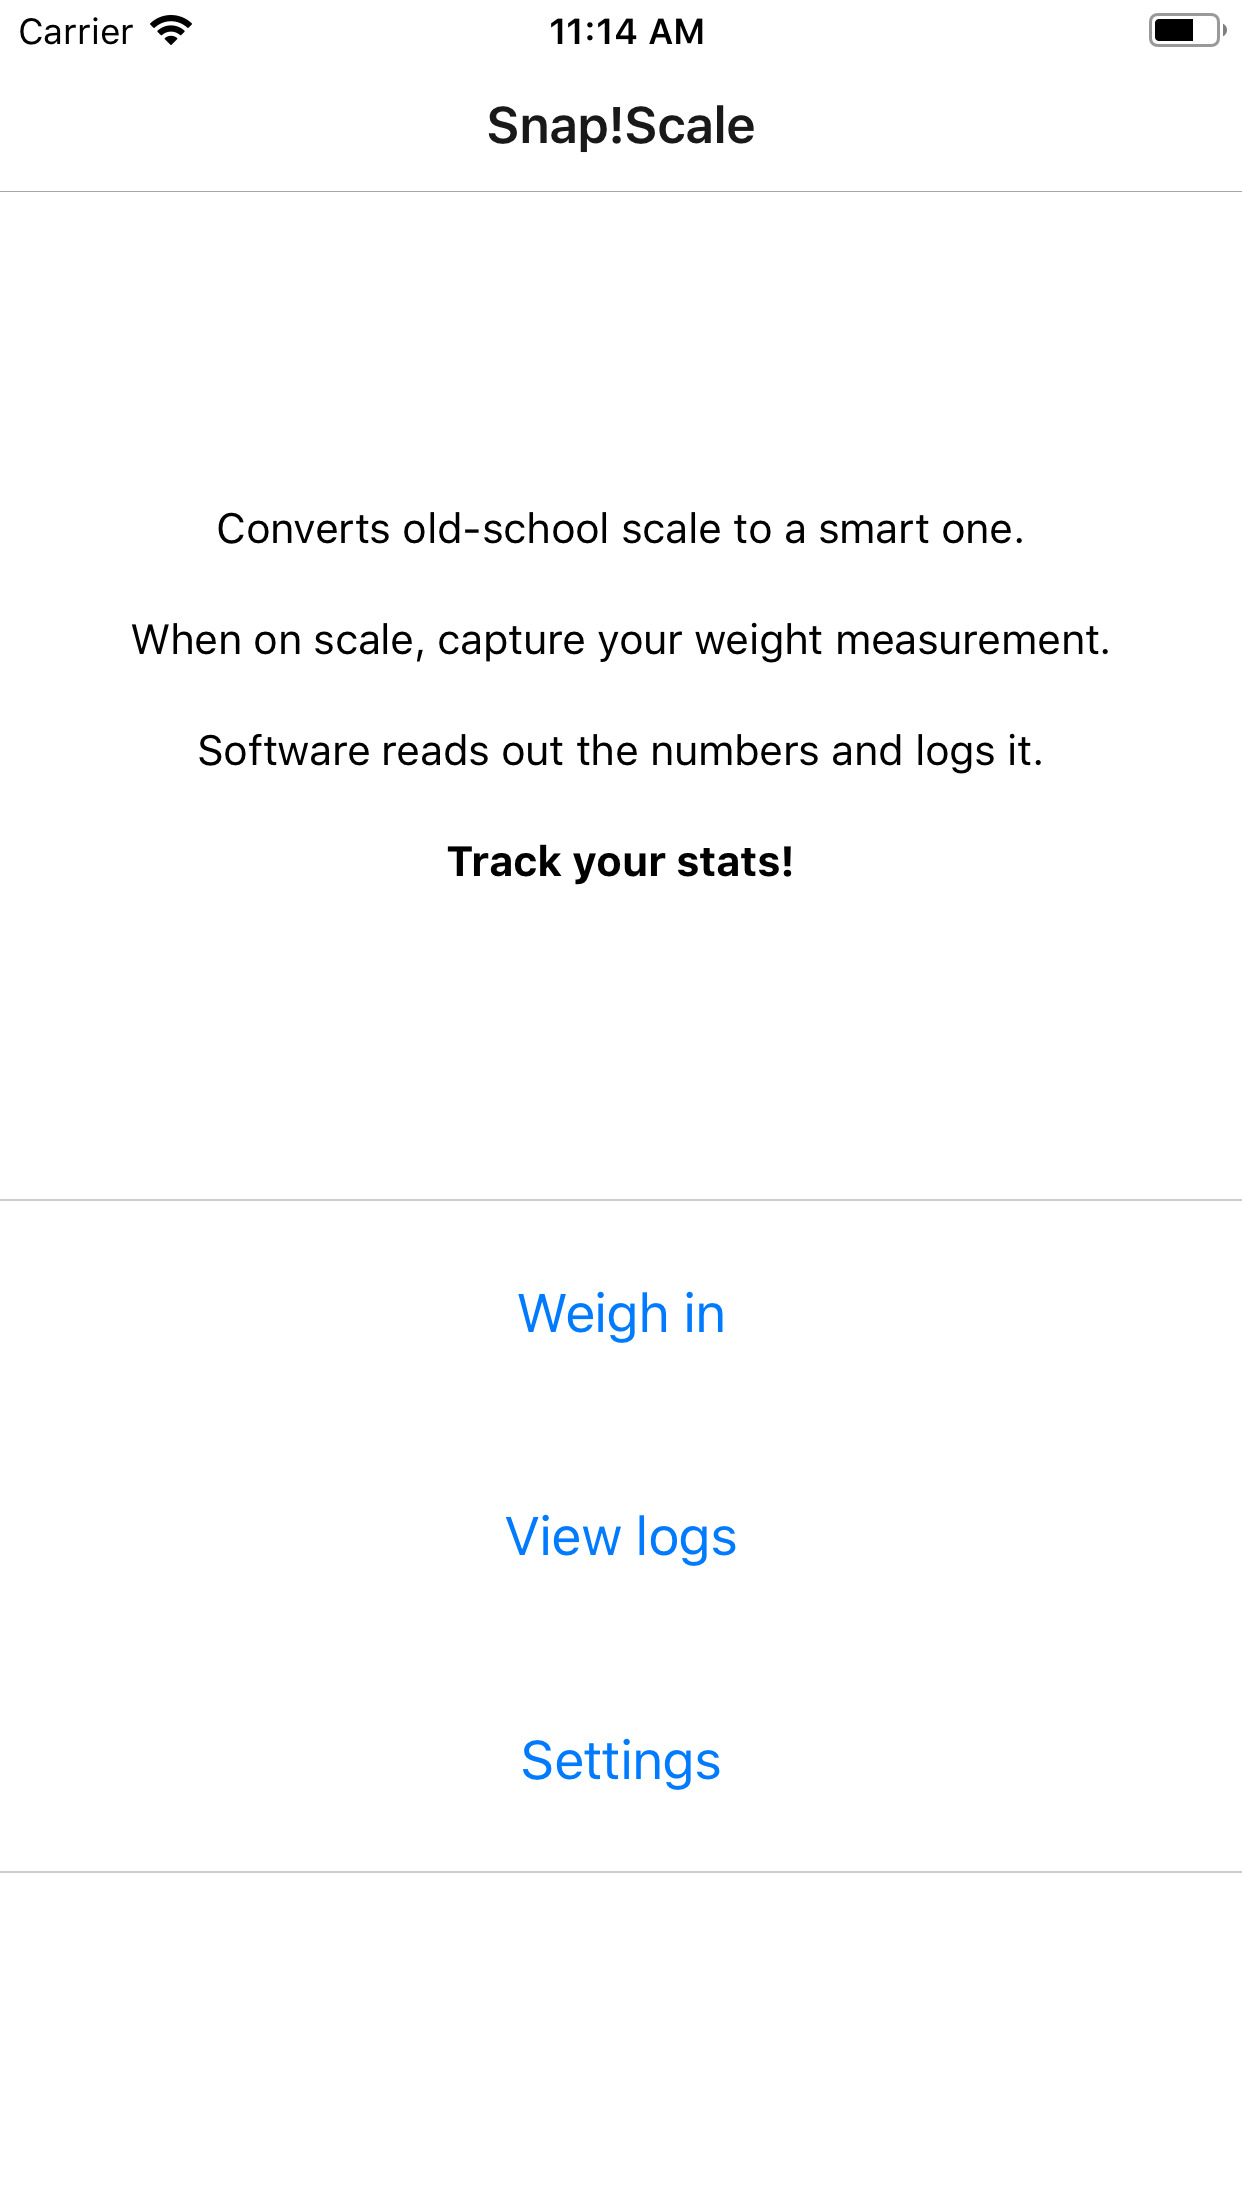 Carrier
11:14 AM
Snap!Scale
Converts old-school scale to a smart one.
When on scale, capture your weight measurement.
Software reads out the numbers and logs it.
Track your stats!
Weigh in
View logs
Settings